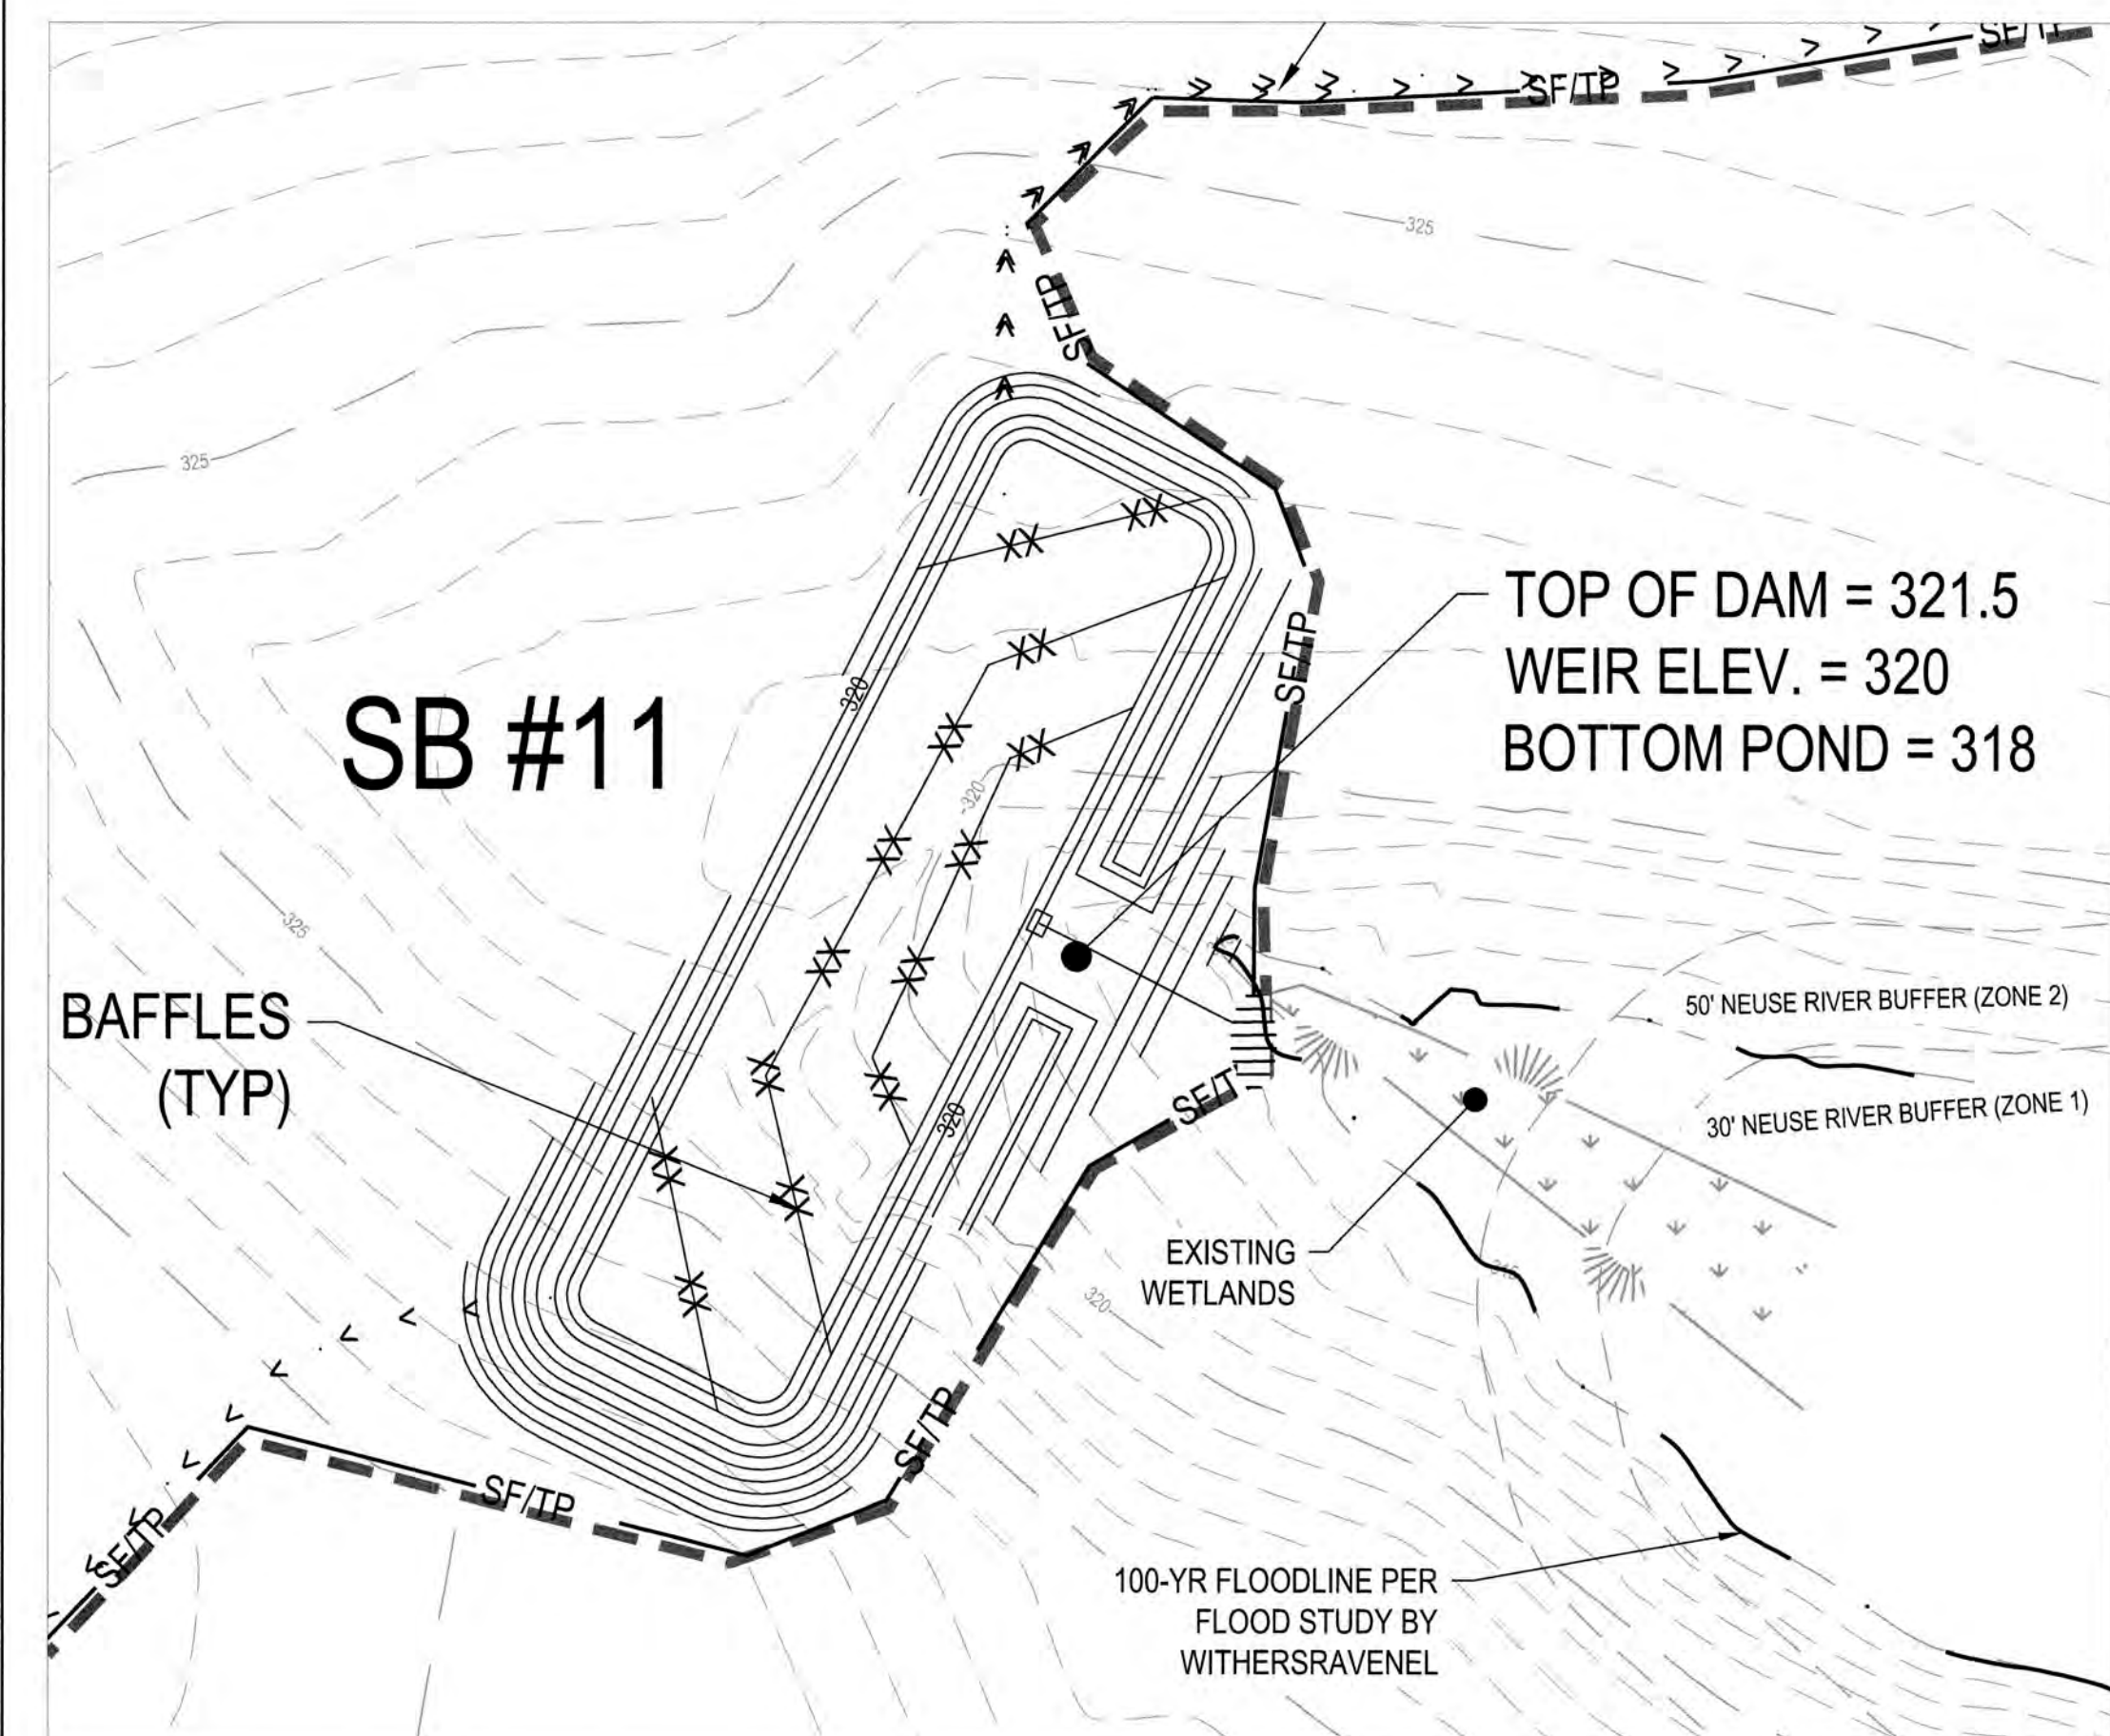 SF/TP
SF/TP
325
SF/TP
325
TOP OF DAM = 321.5
WEIR ELEV. = 320
BOTTOM POND = 318
SF/TP
320
SB #11
320
325
BAFFLES
(TYP)
50' NEUSE RIVER BUFFER (ZONE 2)
30' NEUSE RIVER BUFFER (ZONE 1)
320
SF/T
EXISTING
WETLANDS
320
SF/TP
SF/TP
SF/TP
100-YR FLOODLINE PER
FLOOD STUDY BY
WITHERSRAVENEL